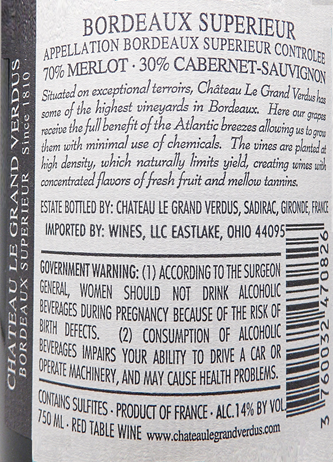 BORDEAUX SUPERIEUR
APPELLATION BORDEAUX SUPERIEUR CONTROLEE
70% MERLOT · 30% CABERNET-SAUVIGNON
Situated on exceptional terroirs, Château Le Grand Verdus has
some of the highest vineyards in Bordeaux. Here our grapes
receive the full benefit of the Atlantic breezes allowing us to grow
them with minimal use of chemicals. The vines are planted at
high density, which naturally limits yield, creating wines with
concentrated flavors of fresh fruit and mellow tannins.
ESTATE BOTTLED BY: CHATEAU LE GRAND VERDUS, SADIRAC, GIRONDE, FRANCE
IMPORTED BY: WINES, LLC EASTLAKE, OHIO 44095
GOVERNMENT WARNING: (1) ACCORDING TO THE SURGEON
GENERAL, WOMEN SHOULD NOT DRINK ALCOHOLIC
BEVERAGES DURING PREGNANCY BECAUSE OF THE RISK OF
BIRTH DEFECTS. (2) CONSUMPTION OF ALCOHOLIC
BEVERAGES IMPAIRS YOUR ABILITY TO DRIVE A CAR OR
OPERATE MACHINERY, AND MAY CAUSE HEALTH PROBLEMS.
CONTAINS SULFITES · PRODUCT OF FRANCE · ALC.14% BY VOL
750 ML · RED TABLE WINE www.chateaulegrandverdus.com
CHATEAU LE GRAND VERDUS
BORDEAUX SUPERIEUR Since 1810
3 760032 770826